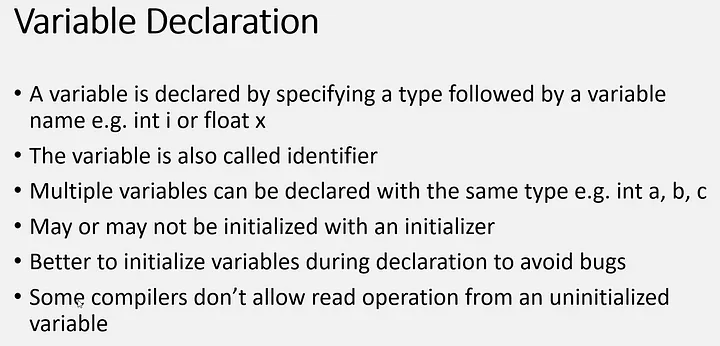 Variable Declaration
• A variable is declared by specifying a type followed by a variable
name e.g. int i or float x
• The variable is also called identifier
• Multiple variables can be declared with the same type e.g. int a, b, c
• May or may not be initialized with an initializer
• Better to initialize variables during declaration to avoid bugs
• Some compilers don’t allow read operation from an uninitialized
variable